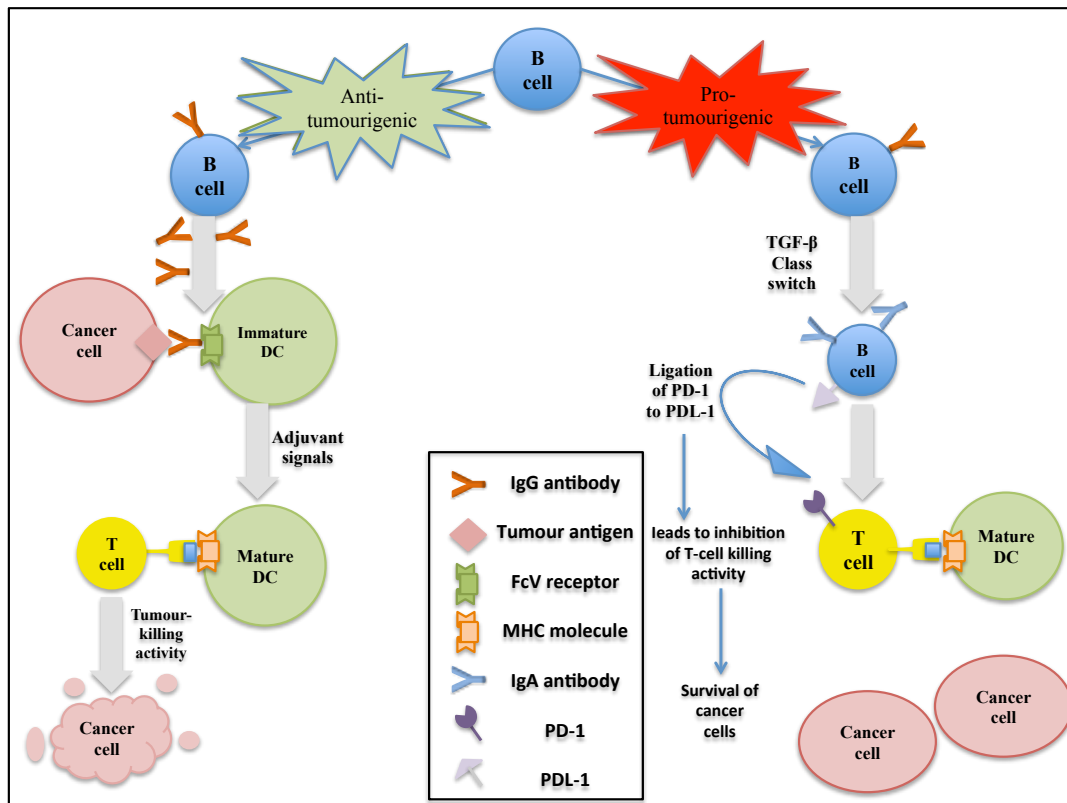 B
cell
Anti-
tumourigenic
Pro-
tumourigenic
B
cell
B
cell
TGF-β
Class
switch
Cancer
cell
Immature
DC
B
cell
Ligation
of PD-1
to PDL-1
Adjuvant
signals
IgG antibody
Tumour antigen
FcV receptor
MHC molecule
IgA antibody
PD-1
PDL-1
T
cell
Mature
DC
leads to inhibition
of T-cell killing
activity
T
cell
Mature
DC
Tumour-
killing
activity
Survival of
cancer
cells
Cancer
cell
Cancer
cell
Cancer
cell